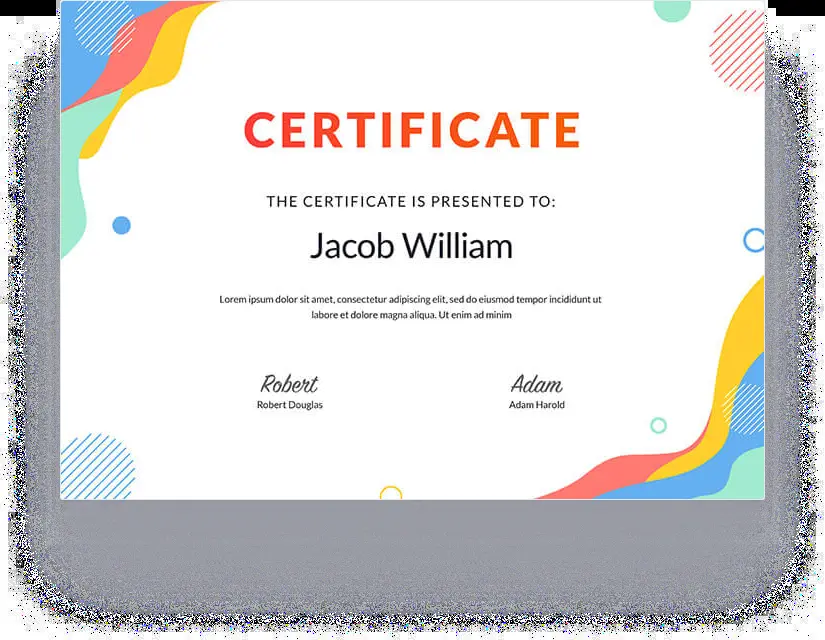 CERTIFICATE
THE CERTIFICATE IS PRESENTED TO:
Jacob William
Lorem ipsum dolor sit amet, consectetur adipiscing elit, sed do eiusmod tempor incididunt ut
labore et dolore magna aliqua. Ut enim ad minim
Robert Adam
Robert Douglas Adam Harold